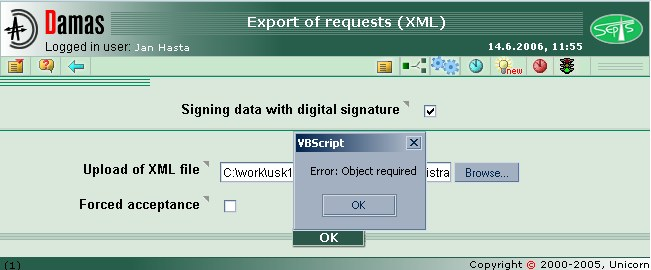 Damas
Export of requests (XML)
Logged in user: Jan Hasta
14.6.2006, 11:55
SEPS
new
Signing data with digital signature
VBScript
Error: Object required
OK
Upload of XML file
C:\work\usk1
istra
Browse...
Forced acceptance
OK
(1)
Copyright © 2000-2005, Unicorn